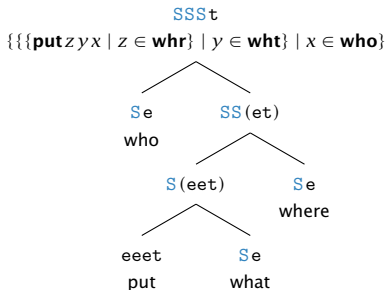 SSSt
{{{put z y x | z ∈ whr} | y ∈ wht} | x ∈ who}
Se SS(et)
who
S(eet) Se
where
eeet Se
put what